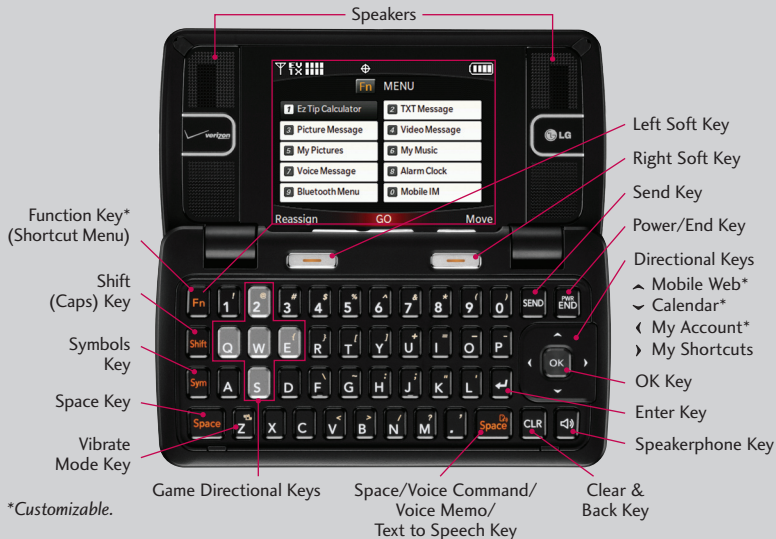 Speakers
EV
1X
Fn MENU
1 Ez Tip Calculator 2 TXT Message
3 Picture Message 4 Video Message
5 My Pictures 6 My Music
7 Voice Message 8 Alarm Clock
9 Bluetooth Menu 0 Mobile IM
Reassign GO Move
verizon
LG
Left Soft Key
Right Soft Key
Send Key
Power/End Key
Directional Keys
Mobile Web*
Calendar*
My Account*
My Shortcuts
OK Key
Enter Key
Speakerphone Key
Function Key*
(Shortcut Menu)
Shift
(Caps) Key
Symbols
Key
Space Key
Vibrate
Mode Key
Fn 1 ! 2 @ 3 # 4 $ 5 % 6 ^ 7 & 8 * 9 ( 0 ) SEND PWR END
Shift Q W E R T Y U I O P
OK
Sym A S D F G H J K L
Space Z X C V B N M . Space CLR
Game Directional Keys
Space/Voice Command/
Voice Memo/
Text to Speech Key
Clear &
Back Key
*Customizable.